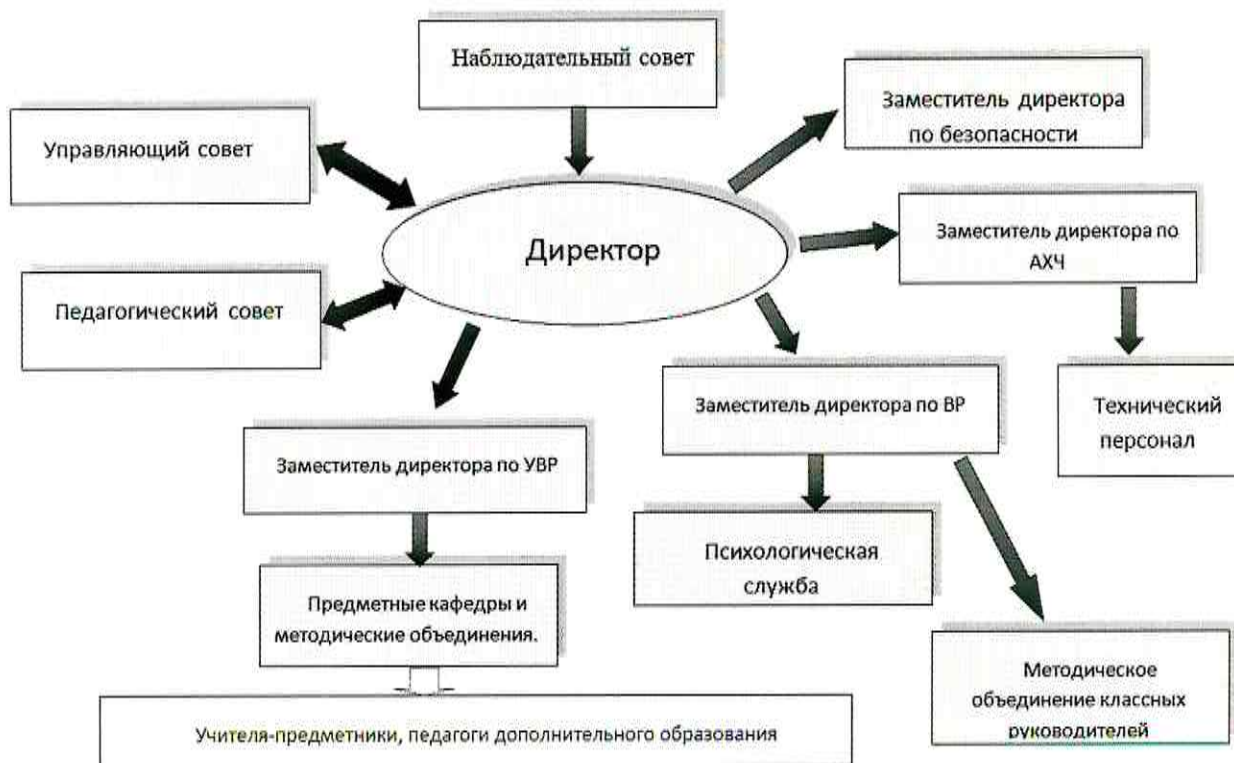 Наблюдательный совет
Заместитель директора
по безопасности
Управляющий совет
Директор
Заместитель директора по
АХЧ
Педагогический совет
Заместитель директора по ВР
Технический
персонал
Заместитель директора по УВР
Психологическая
служба
Предметные кафедры и
методические объединения.
Методическое
объединение классных
руководителей
Учителя-предметники, педагоги дополнительного образования